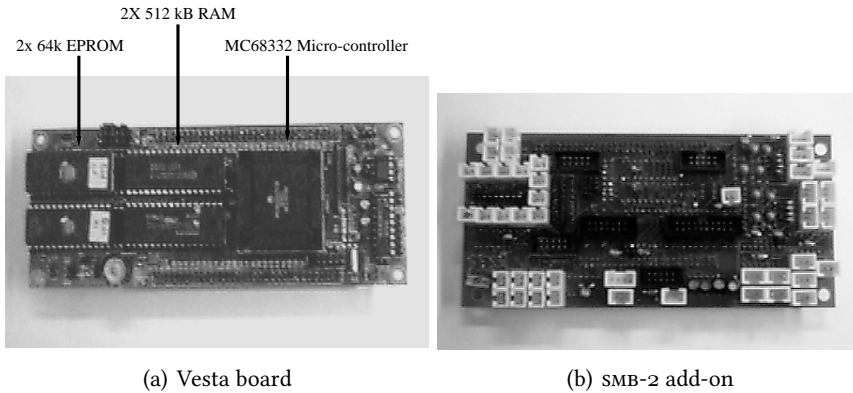 2X 512 kB RAM
2x 64k EPROM
MC68332 Micro-controller
(a) Vesta board
(b) SMB-2 add-on